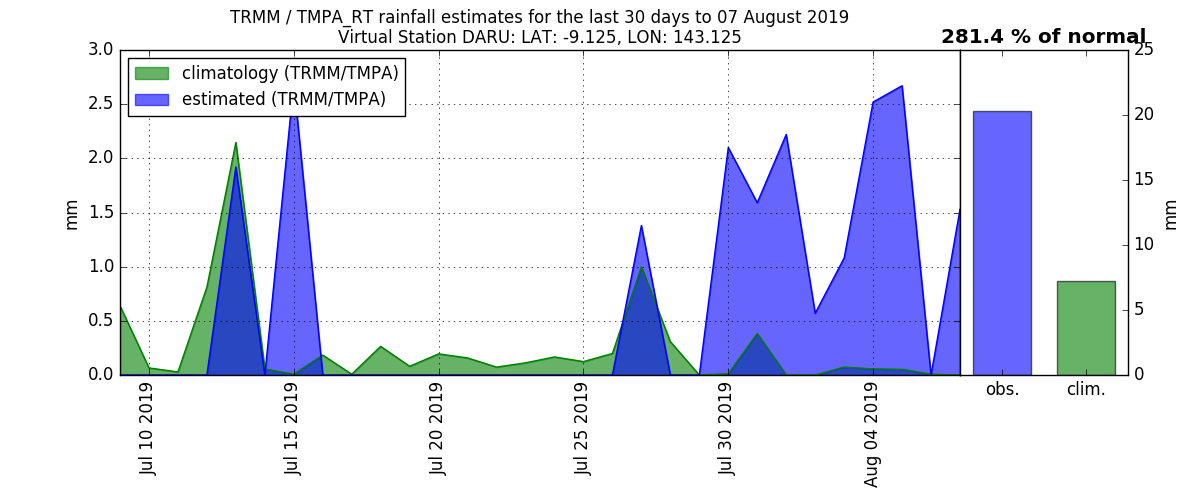 TRMM / TMPA_RT rainfall estimates for the last 30 days to 07 August 2019
Virtual Station DARU: LAT: -9.125, LON: 143.125
281.4 % of normal
climatology (TRMM/TMPA)
estimated (TRMM/TMPA)
3.0
2.5
2.0
1.5
1.0
0.5
0.0
mm
Jul 10 2019
Jul 15 2019
Jul 20 2019
Jul 25 2019
Jul 30 2019
Aug 04 2019
25
20
15
10
5
0
mm
obs.
clim.